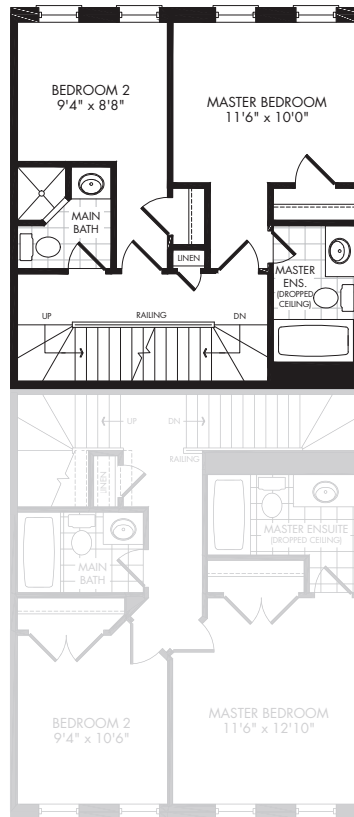 BEDROOM 2
9'4" x 8'8"
MASTER BEDROOM
11'6" x 10'0"
MAIN
BATH
LINEN
MASTER
ENS.
(DROPPED
CEILING)
UP
RAILING
DN
UP
DN
RAILING
LINEN
MASTER ENSUITE
(DROPPED CEILING)
MAIN
BATH
BEDROOM 2
9'4" x 10'6"
MASTER BEDROOM
11'6" x 12'10"